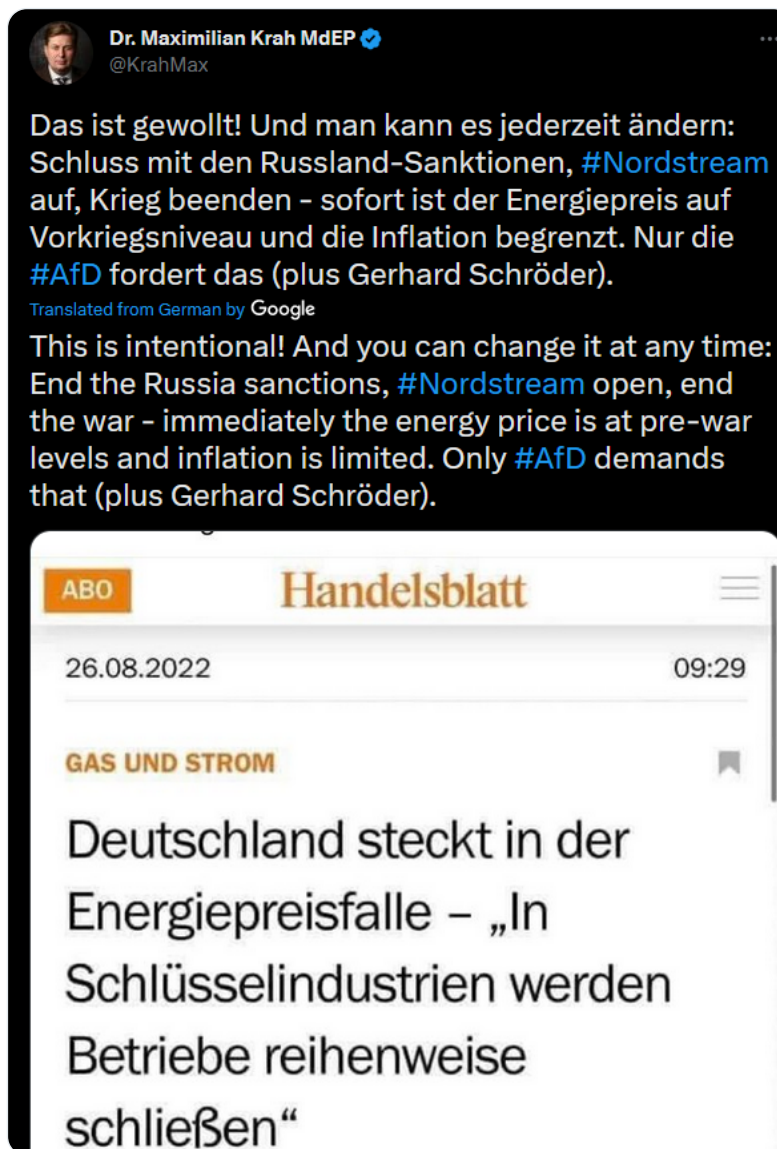 Dr. Maximilian Krah MdEP
@KrahMax
Das ist gewollt! Und man kann es jederzeit ändern:
Schluss mit den Russland-Sanktionen, #Nordstream
auf, Krieg beenden – sofort ist der Energiepreis auf
Vorkriegsniveau und die Inflation begrenzt. Nur die
#AfD fordert das (plus Gerhard Schröder).
Translated from German by Google
This is intentional! And you can change it at any time:
End the Russia sanctions, #Nordstream open, end
the war – immediately the energy price is at pre-war
levels and inflation is limited. Only #AfD demands
that (plus Gerhard Schröder).
ABO Handelsblatt
26.08.2022 09:29
GAS UND STROM
Deutschland steckt in der
Energiepreisfalle – „In
Schlüsselindustrien werden
Betriebe reihenweise
schließen“